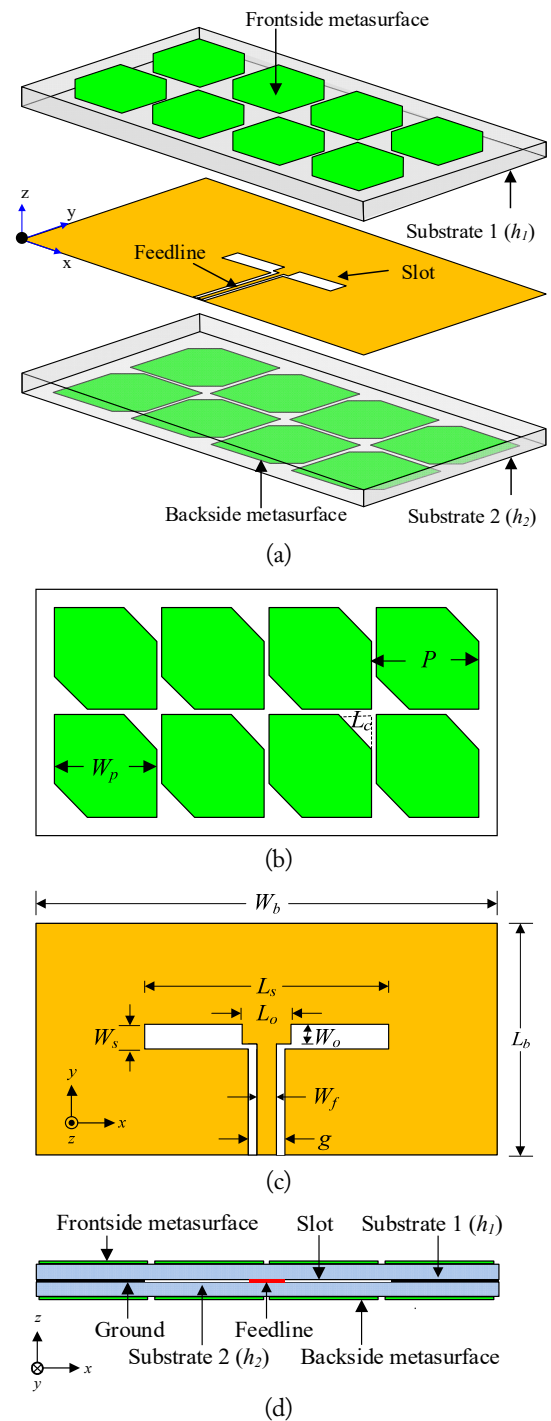 Frontside metasurface
z
y
x
Substrate 1 (h1)
Feedline
Slot
Backside metasurface
Substrate 2 (h2)
(a)
P
Lc
Wp
(b)
Wb
Ls
Lo
Ws
Wo
Lb
y
Wf
z
x
g
(c)
Frontside metasurface
Slot
Substrate 1 (h1)
z
Ground
Feedline
Substrate 2 (h2)
Backside metasurface
y
x
(d)